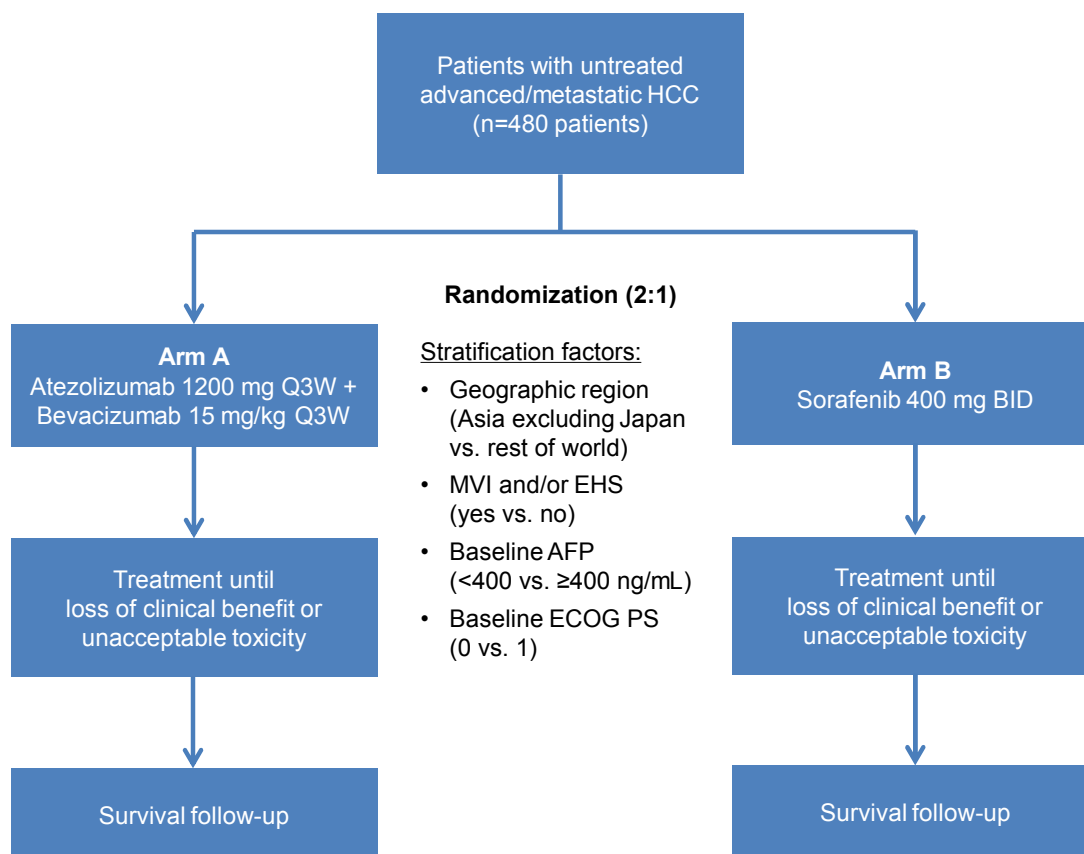 Patients with untreated
advanced/metastatic HCC
(n=480 patients)
Randomization (2:1)
Arm A
Atezolizumab 1200 mg Q3W +
Bevacizumab 15 mg/kg Q3W
Stratification factors:
• Geographic region
(Asia excluding Japan
vs. rest of world)
• MVI and/or EHS
(yes vs. no)
• Baseline AFP
(<400 vs. ≥400 ng/mL)
• Baseline ECOG PS
(0 vs. 1)
Arm B
Sorafenib 400 mg BID
Treatment until
loss of clinical benefit or
unacceptable toxicity
Treatment until
loss of clinical benefit or
unacceptable toxicity
Survival follow-up
Survival follow-up